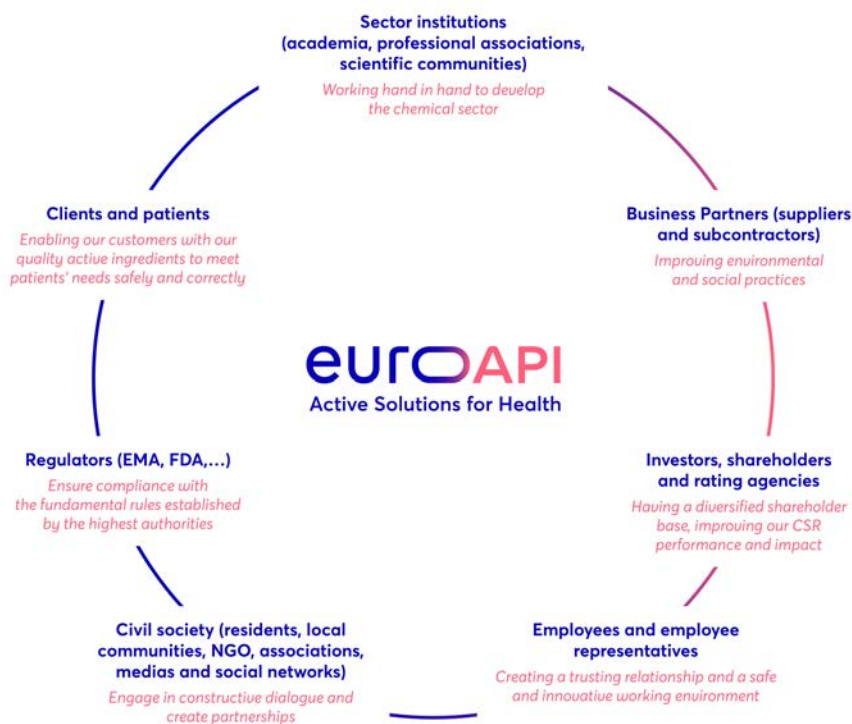 Sector institutions
(academia, professional associations,
scientific communities)
Working hand in hand to develop
the chemical sector
Clients and patients
Enabling our customers with our
quality active ingredients to meet
patients' needs safely and correctly
Business Partners (suppliers
and subcontractors)
Improving environmental
and social practices
euroAPI
Active Solutions for Health
Regulators (EMA, FDA,...)
Ensure compliance with
the fundamental rules established
by the highest authorities
Investors, shareholders
and rating agencies
Having a diversified shareholder
base, improving our CSR
performance and impact
Civil society (residents, local
communities, NGO, associations,
medias and social networks)
Engage in constructive dialogue and
create partnerships
Employees and employee
representatives
Creating a trusting relationship and a safe
and innovative working environment